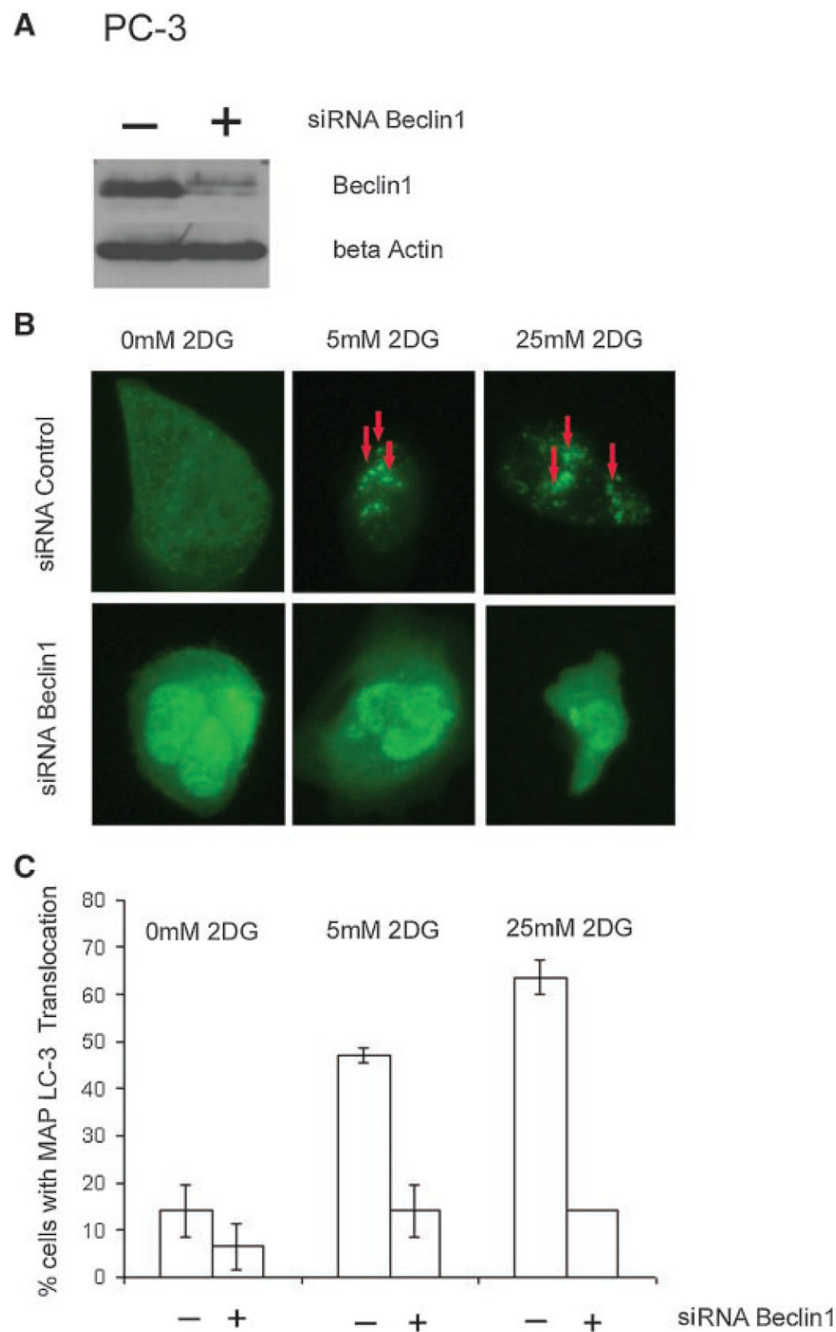 A PC-3
— + siRNA Beclin1
Beclin1
beta Actin
B
0mM 2DG 5mM 2DG 25mM 2DG
siRNA Control
siRNA Beclin1
C
% cells with MAP LC-3 Translocation
80
70
60
50
40
30
20
10
0
0mM 2DG 5mM 2DG 25mM 2DG
— + — + — + siRNA Beclin1